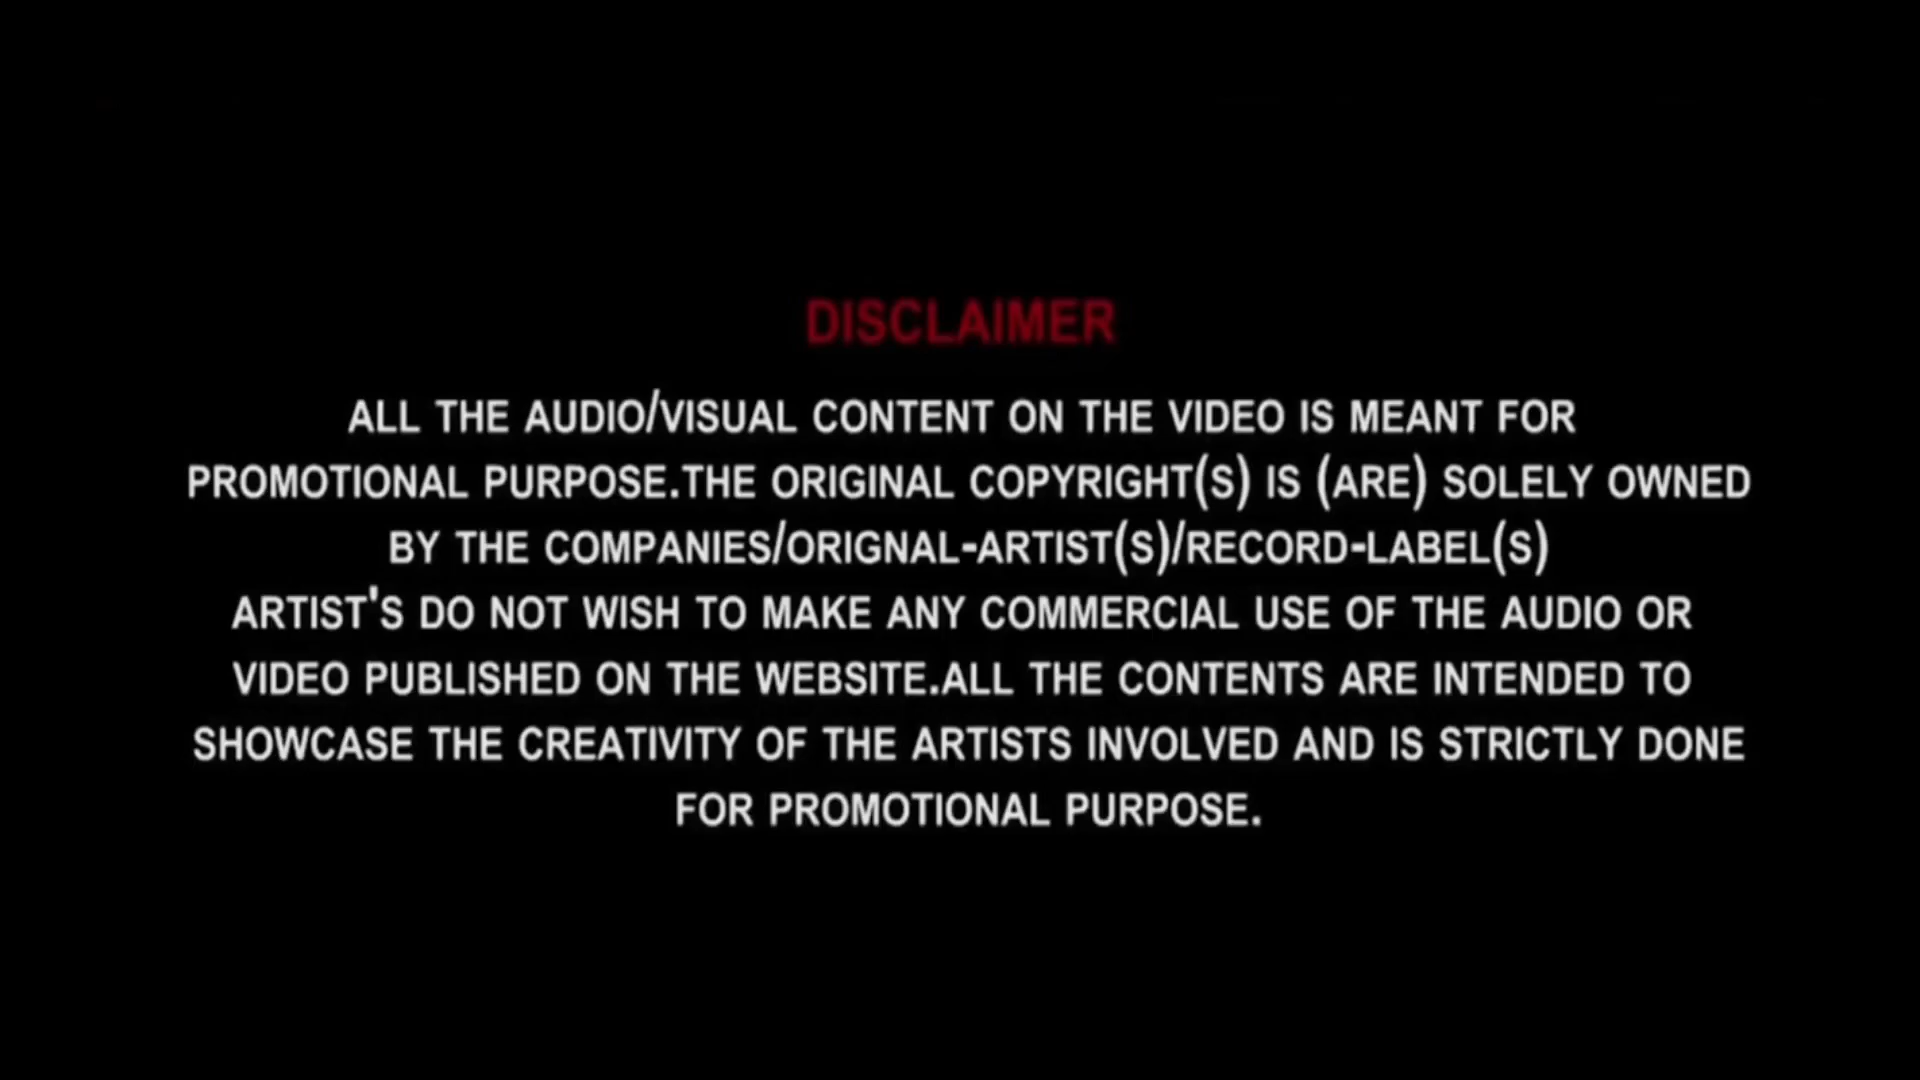 DISCLAIMER
ALL THE AUDIO/VISUAL CONTENT ON THE VIDEO IS MEANT FOR
PROMOTIONAL PURPOSE.THE ORIGINAL COPYRIGHT(S) IS (ARE) SOLELY OWNED
BY THE COMPANIES/ORIGNAL-ARTIST(S)/RECORD-LABEL(S)
ARTIST'S DO NOT WISH TO MAKE ANY COMMERCIAL USE OF THE AUDIO OR
VIDEO PUBLISHED ON THE WEBSITE.ALL THE CONTENTS ARE INTENDED TO
SHOWCASE THE CREATIVITY OF THE ARTISTS INVOLVED AND IS STRICTLY DONE
FOR PROMOTIONAL PURPOSE.